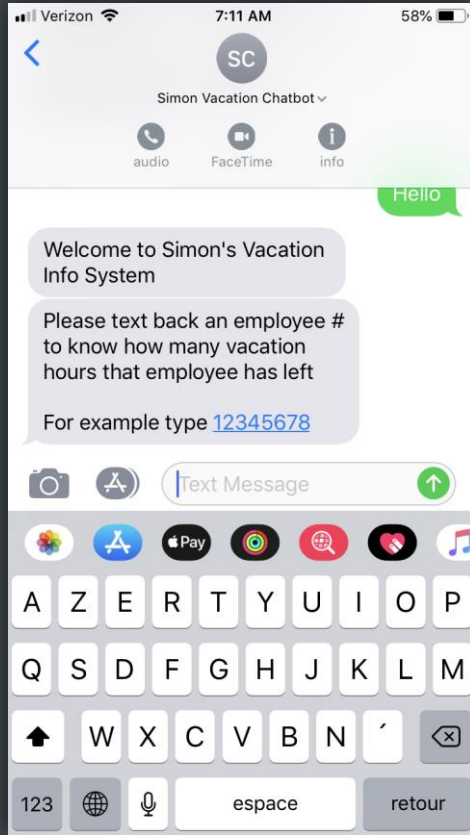 Verizon 7:11 AM 58%
SC
Simon Vacation Chatbot
audio FaceTime info
Hello
Welcome to Simon's Vacation
Info System
Please text back an employee #
to know how many vacation
hours that employee has left
For example type 12345678
Text Message
Pay
A Z E R T Y U I O P
Q S D F G H J K L M
W X C V B N ´
123 espace retour